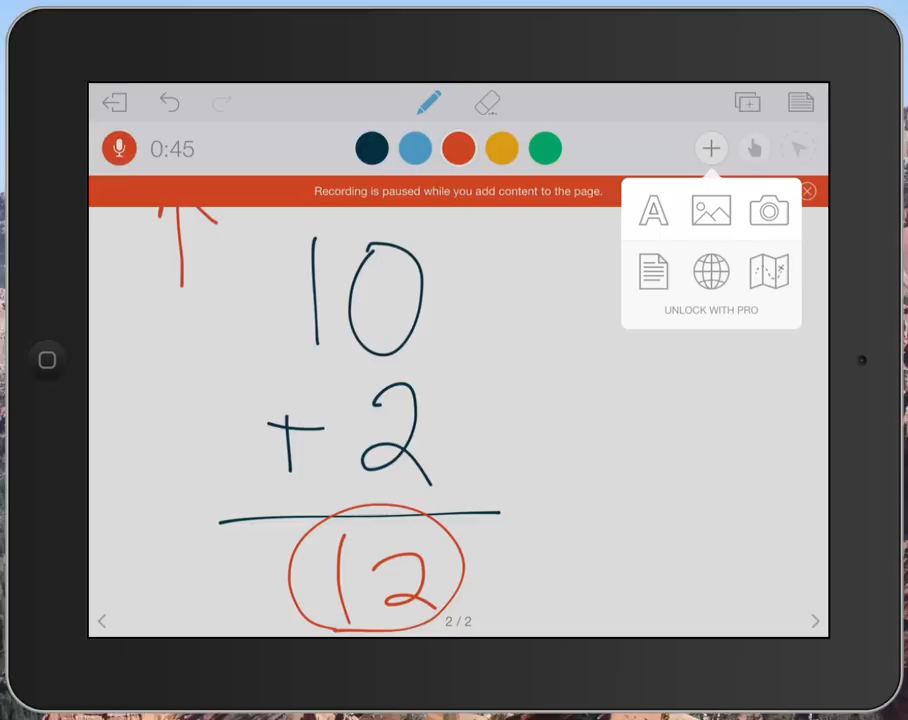 0:45
Recording is paused while you add content to the page.
A
UNLOCK WITH PRO
10
+ 2
12
2 / 2